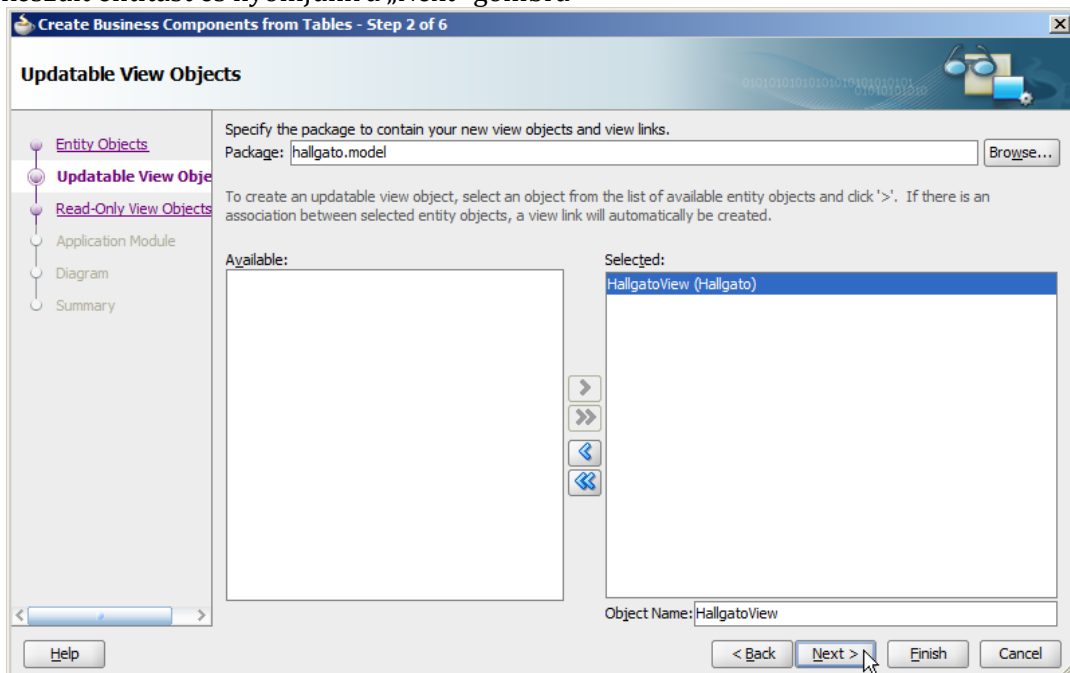 Create Business Components from Tables - Step 2 of 6
Updatable View Objects
Entity Objects
Updatable View Obje
Read-Only View Objects
Application Module
Diagram
Summary
Specify the package to contain your new view objects and view links.
Package: hallgato.model
Browse...
To create an updatable view object, select an object from the list of available entity objects and click '>'. If there is an
association between selected entity objects, a view link will automatically be created.
Available:
Selected:
HallgatoView (Hallgato)
Object Name: HallgatoView
Help
< Back
Next >
Finish
Cancel